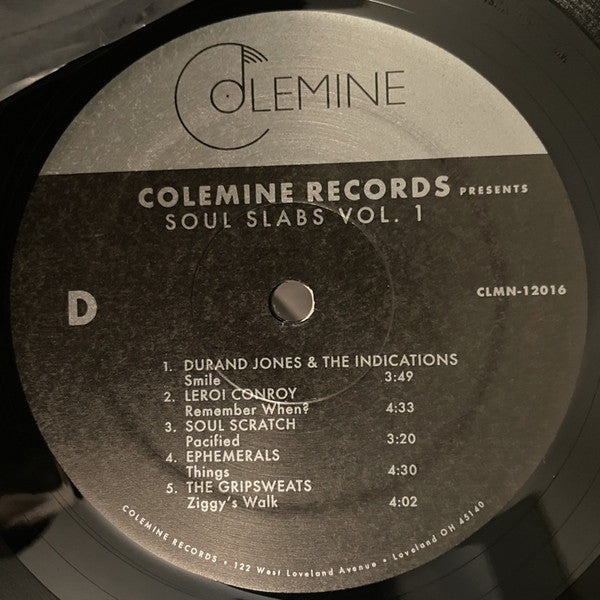 COLEMINE
COLEMINE RECORDS PRESENTS
SOUL SLABS VOL. 1
D
CLMN-12016
1. DURAND JONES & THE INDICATIONS
Smile 3:49
2. LEROI CONROY
Remember When? 4:33
3. SOUL SCRATCH
Pacified 3:20
4. EPHEMERALS
Things 4:30
5. THE GRIPSWEATS
Ziggy's Walk 4:02
COLEMINE RECORDS • 122 West Loveland Avenue • Loveland OH 45140